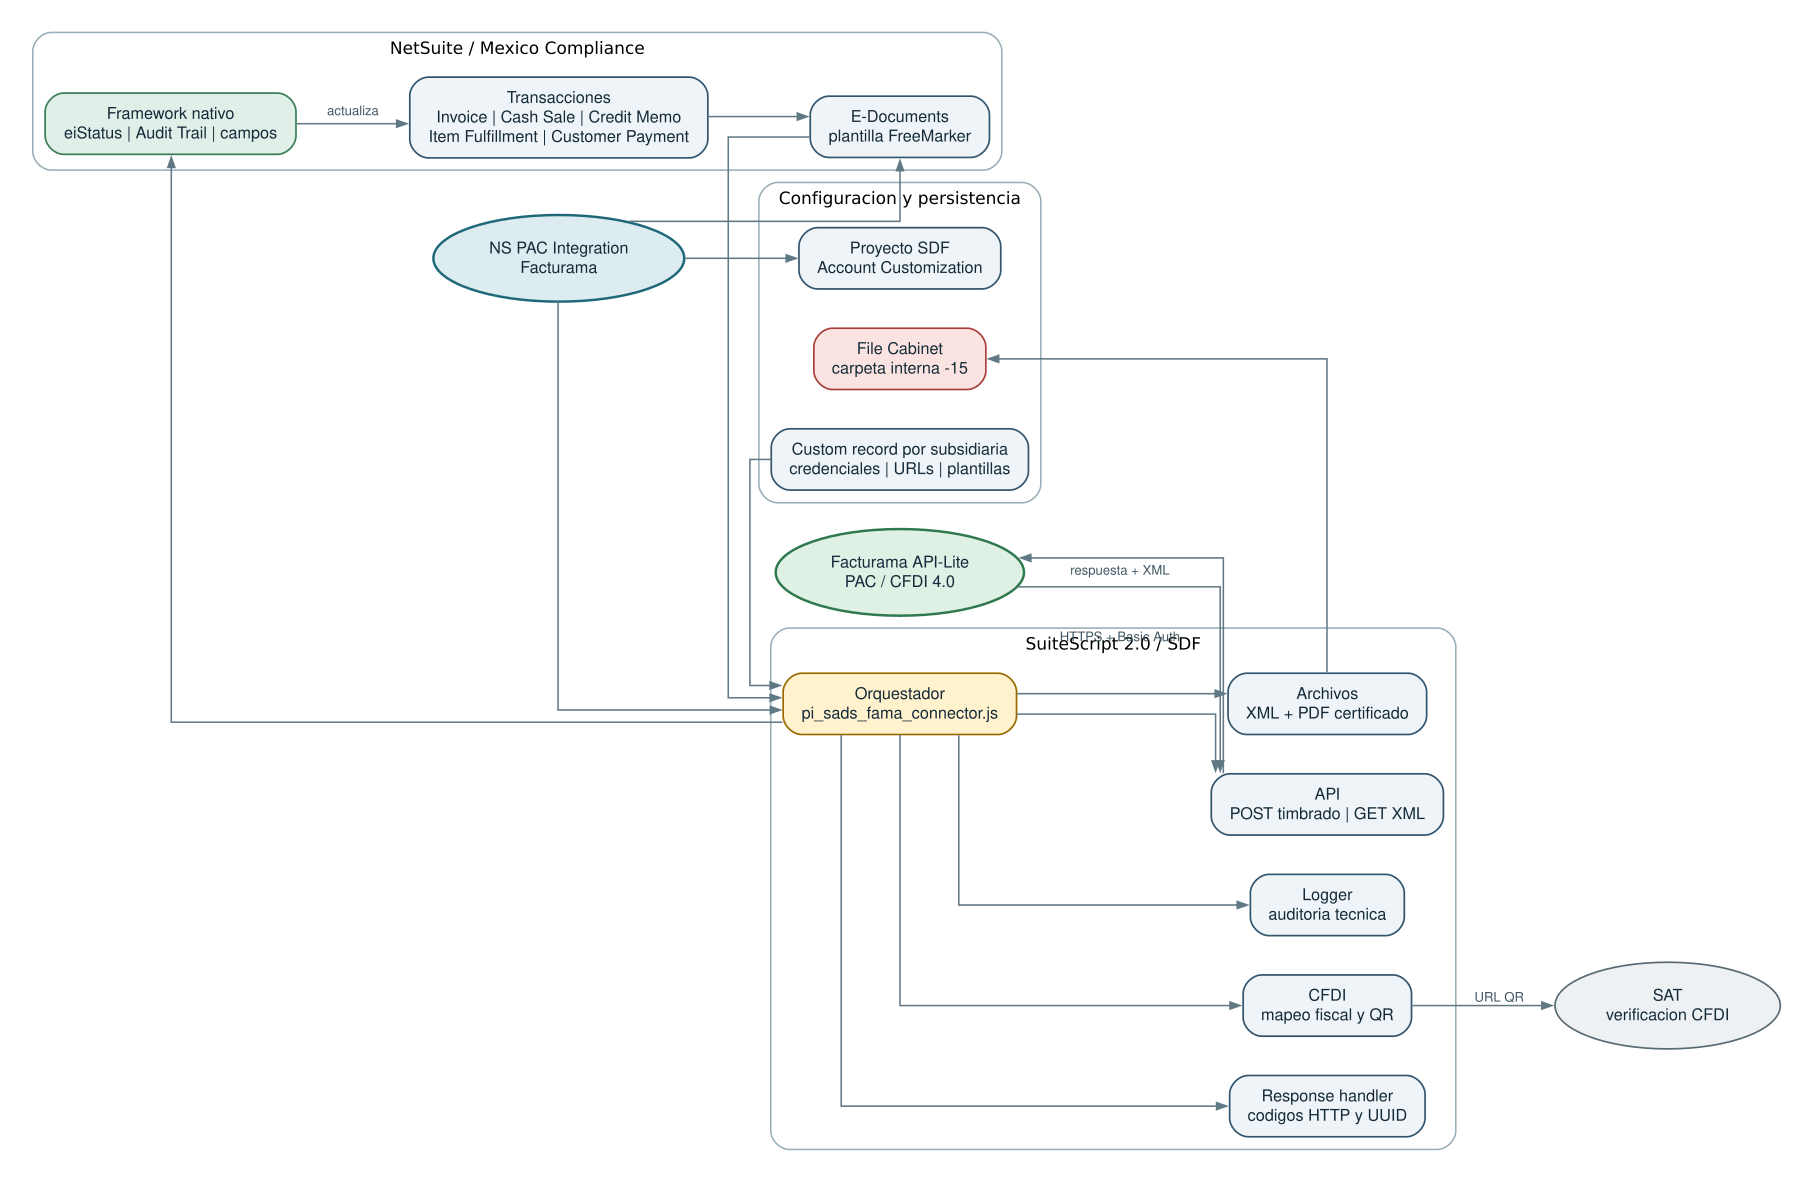 NetSuite / Mexico Compliance
Framework nativo
eiStatus | Audit Trail | campos
actualiza
Transacciones
Invoice | Cash Sale | Credit Memo
Item Fulfillment | Customer Payment
E-Documents
plantilla FreeMarker
Configuracion y persistencia
NS PAC Integration
Facturama
Proyecto SDF
Account Customization
File Cabinet
carpeta interna -15
Custom record por subsidiaria
credenciales | URLs | plantillas
Facturama API-Lite
PAC / CFDI 4.0
respuesta + XML
HTTPS + Basic Auth
SuiteScript 2.0 / SDF
Orquestador
pi_sads_fama_connector.js
Archivos
XML + PDF certificado
API
POST timbrado | GET XML
Logger
auditoria tecnica
CFDI
mapeo fiscal y QR
URL QR
SAT
verificacion CFDI
Response handler
codigos HTTP y UUID